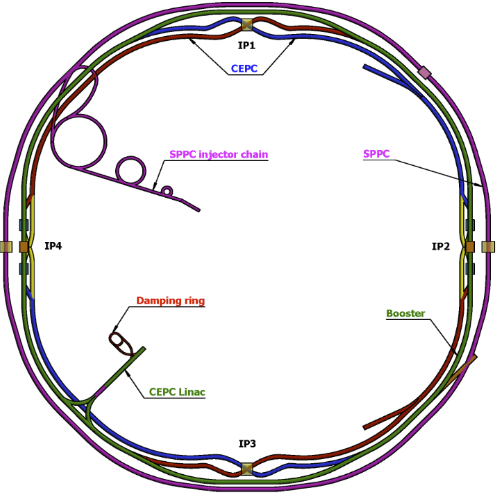 IP1
CEPC
SPPC injector chain
SPPC
IP4
IP2
Damping ring
Booster
CEPC Linac
IP3